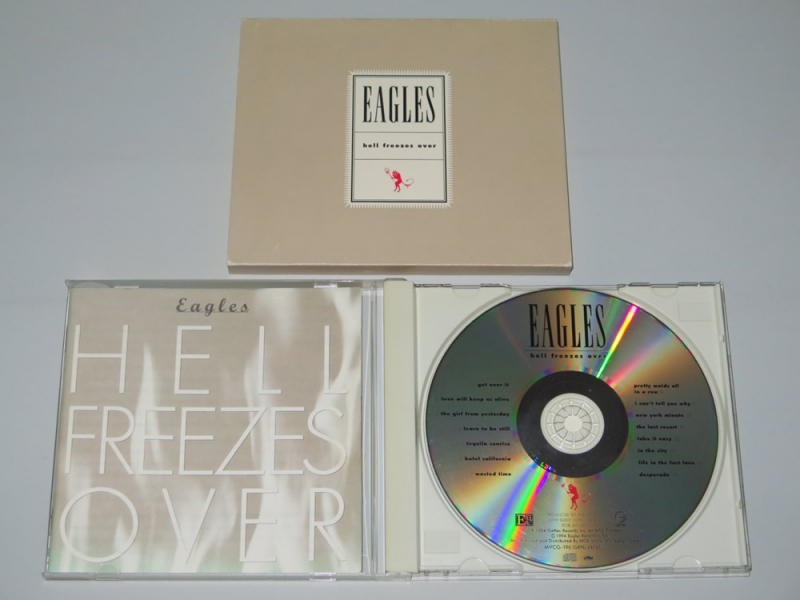 EAGLES
hell freezes over
Eagles
HELL
FREEZES
OVER
EAGLES
hell freezes over
get over it
love will keep us alive
the girl from yesterday
learn to be still
tequila sunrise
hotel california
wasted time
pretty maids all
in a row
i can't tell you why
new york minute
the last resort
take it easy
in the city
life in the fast lane
desperado